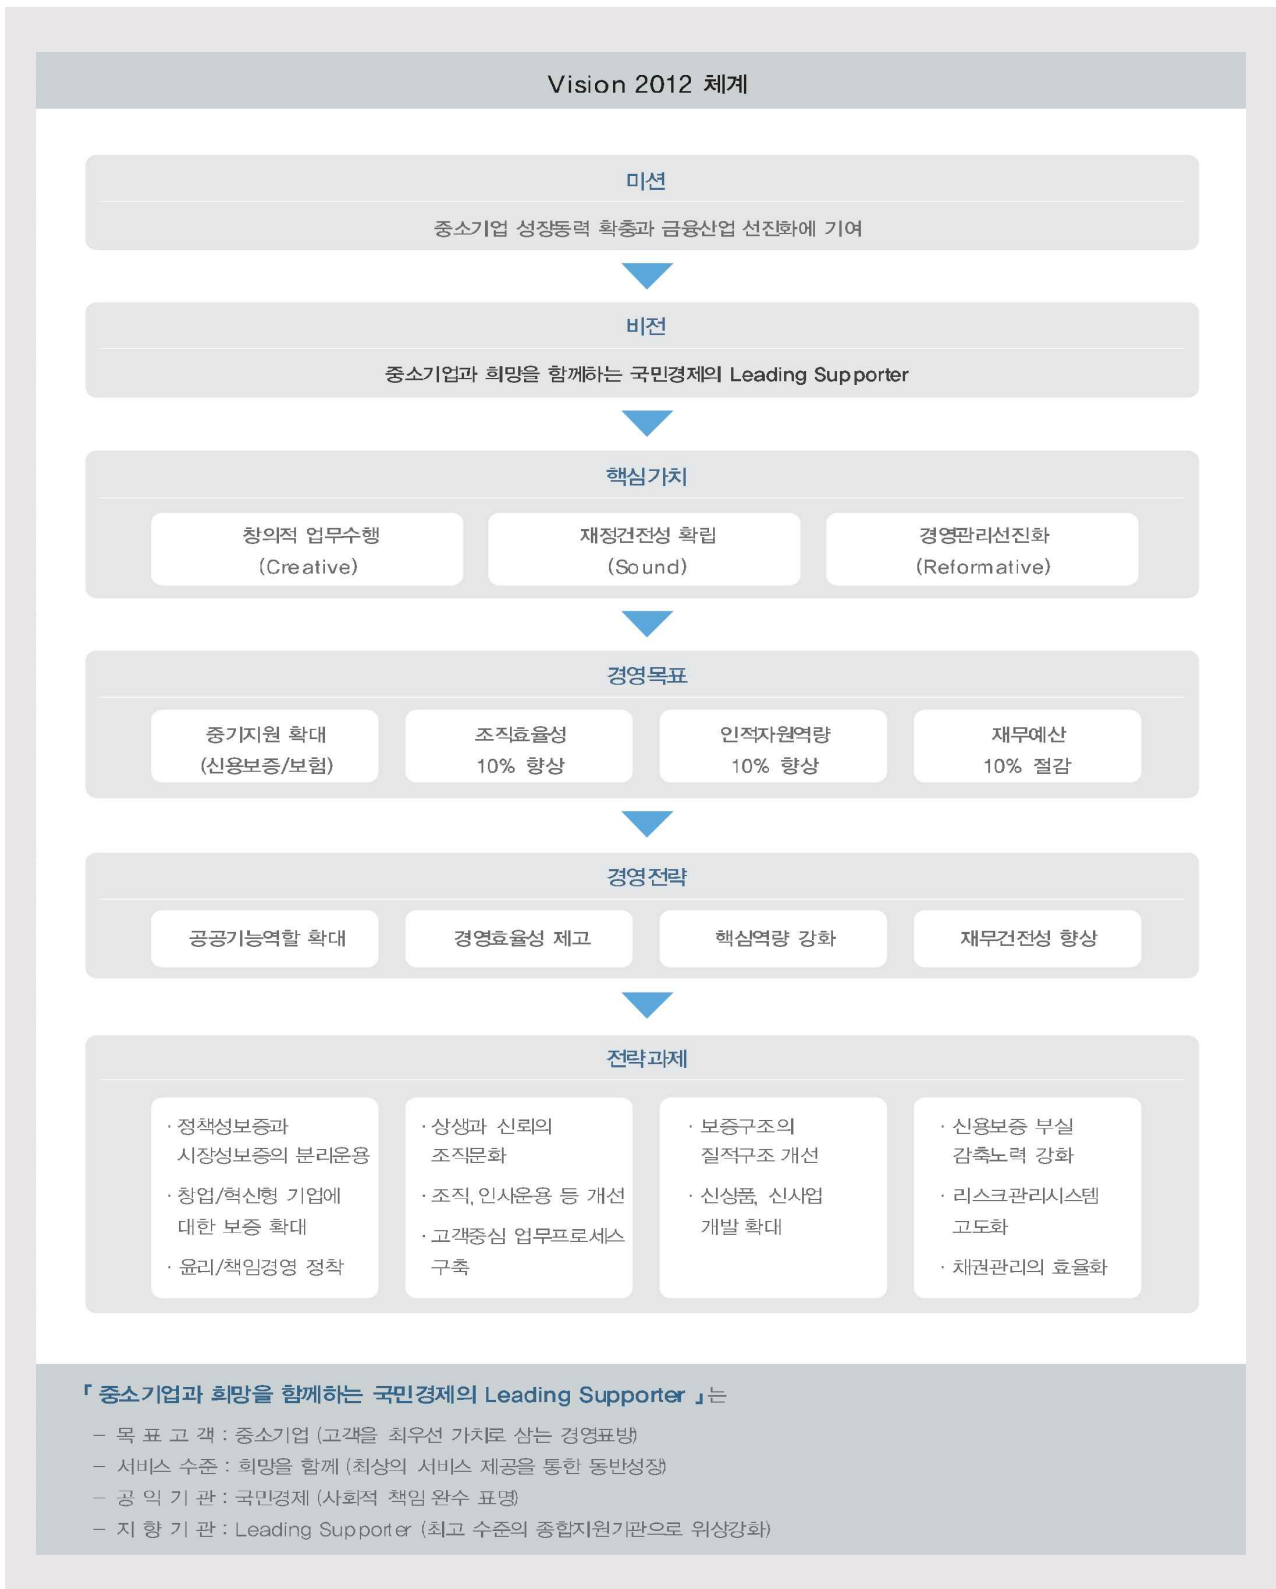 Vision 2012 체계
미션
중소기업 성장동력 확충과 금융산업 선진화에 기여
비전
중소기업과 희망을 함께하는 국민경제의 Leading Supporter
핵심가치
창의적 업무수행
(Creative)
재정건전성 확립
(Sound)
경영관리선진화
(Reformative)
경영목표
중기지원 확대
(신용보증/보험)
조직효율성
10% 향상
인적자원역량
10% 향상
재무예산
10% 절감
경영전략
공공기능역할 확대
경영효율성 제고
핵심역량 강화
재무건전성 향상
전략과제
· 정책성보증과
시장성보증의 분리운용
· 창업/혁신형 기업에
대한 보증 확대
· 윤리/책임경영 정착
· 상생과 신뢰의
조직문화
· 조직, 인사운용 등 개선
· 고객중심 업무프로세스
구축
· 보증구조의
질적구조 개선
· 신상품, 신사업
개발 확대
· 신용보증 부실
감축노력 강화
· 리스크관리시스템
고도화
· 채권관리의 효율화
「중소기업과 희망을 함께하는 국민경제의 Leading Supporter」는
– 목 표 고 객 : 중소기업 (고객을 최우선 가치로 삼는 경영표방)
– 서비스 수준 : 희망을 함께 (최상의 서비스 제공을 통한 동반성장)
– 공 익 기 관 : 국민경제 (사회적 책임 완수 표명)
– 지 향 기 관 : Leading Supporter (최고 수준의 종합지원기관으로 위상강화)